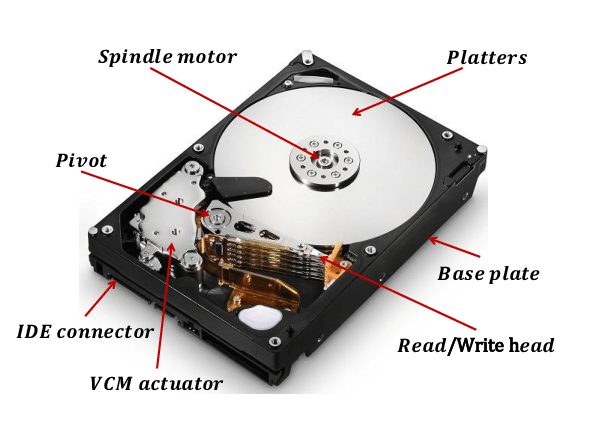 Spindle motor
Platters
Pivot
Base plate
IDE connector
Read/Write head
VCM actuator